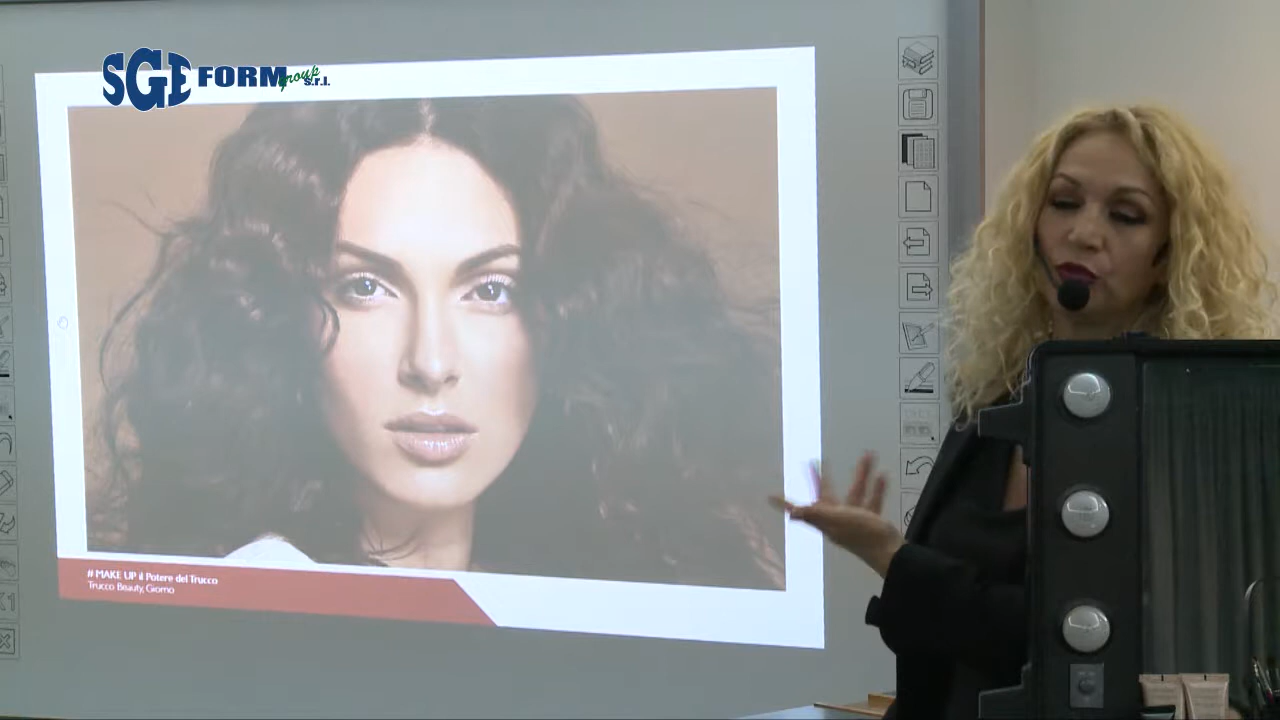 SGE FORM group s.r.l.
# MAKE UP il Potere del Trucco
Trucco Beauty, Giorno